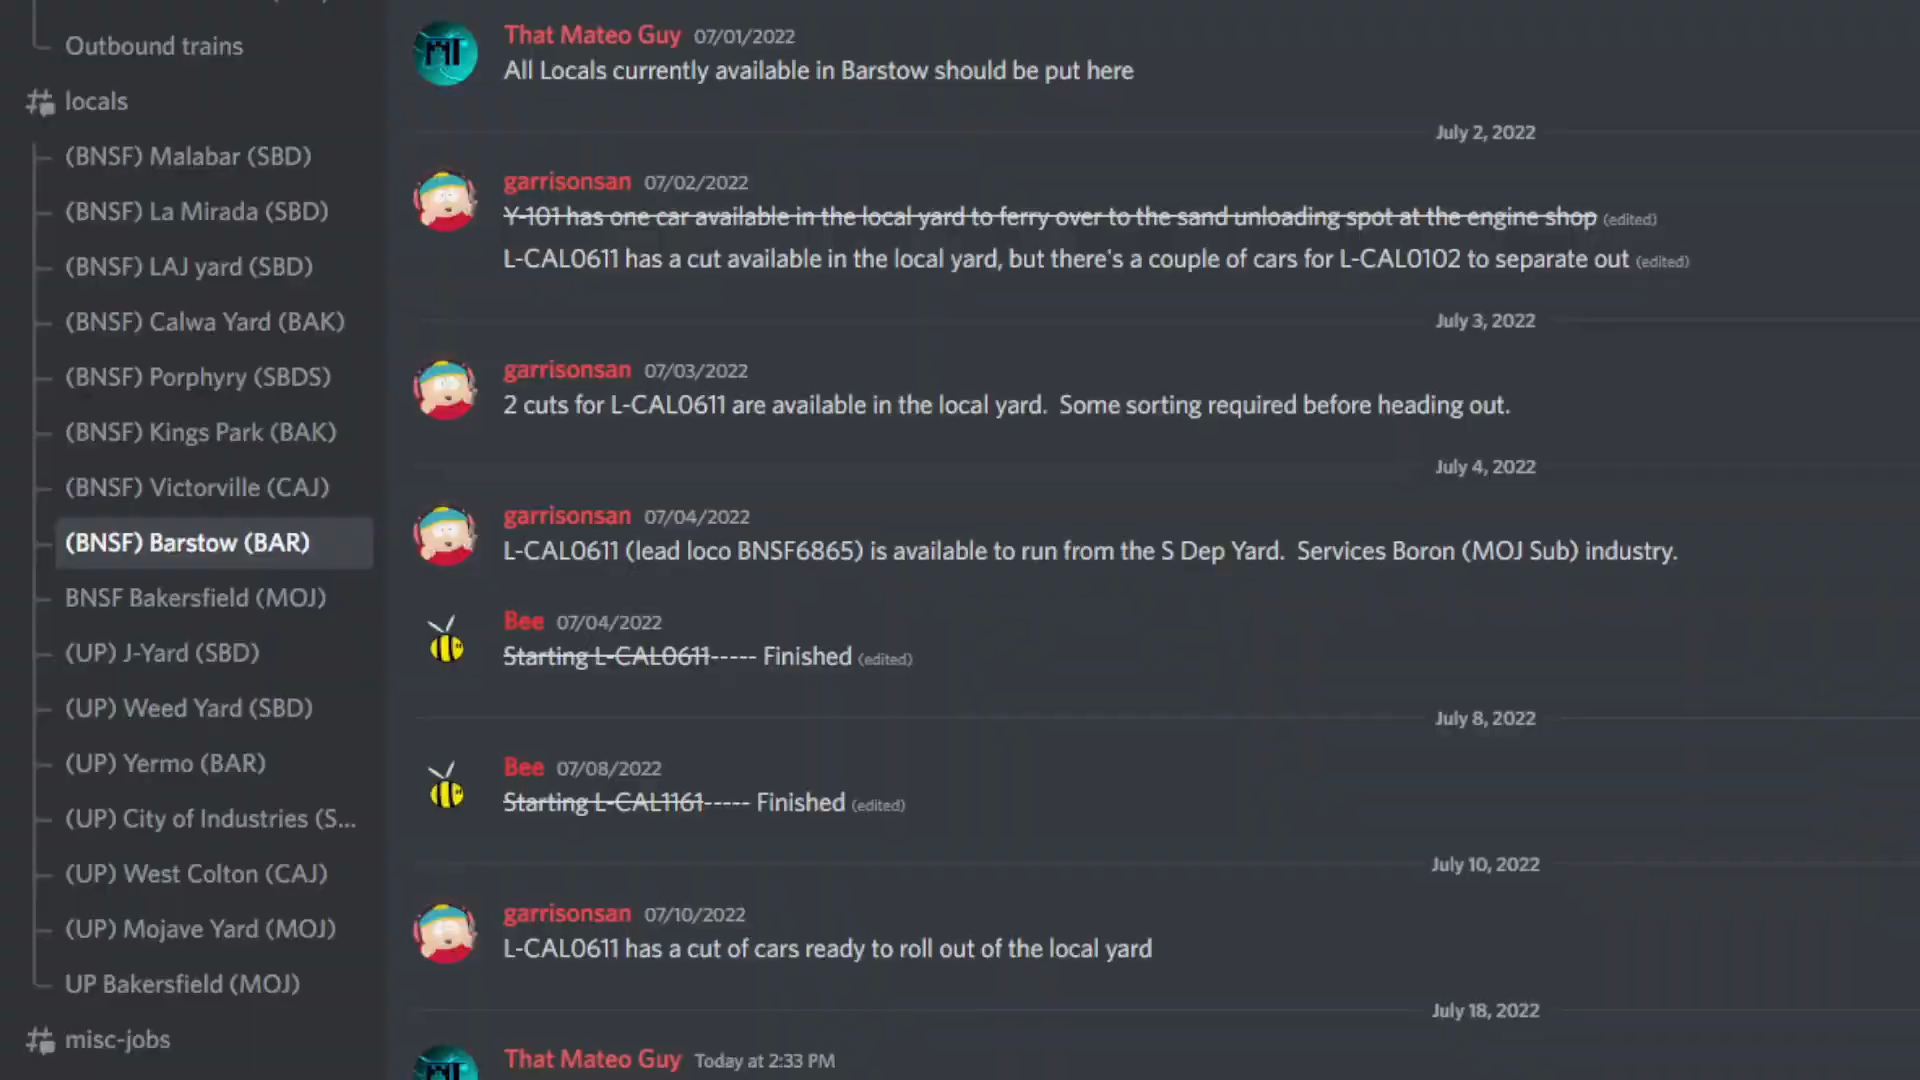 Outbound trains
locals
(BNSF) Malabar (SBD)
(BNSF) La Mirada (SBD)
(BNSF) LAJ yard (SBD)
(BNSF) Calwa Yard (BAK)
(BNSF) Porphyry (SBDS)
(BNSF) Kings Park (BAK)
(BNSF) Victorville (CAJ)
(BNSF) Barstow (BAR)
BNSF Bakersfield (MOJ)
(UP) J-Yard (SBD)
(UP) Weed Yard (SBD)
(UP) Yermo (BAR)
(UP) City of Industries (S...
(UP) West Colton (CAJ)
(UP) Mojave Yard (MOJ)
UP Bakersfield (MOJ)
misc-jobs
That Mateo Guy 07/01/2022
All Locals currently available in Barstow should be put here
July 2, 2022
garrisonsan 07/02/2022
Y-101 has one car available in the local yard to ferry over to the sand unloading spot at the engine shop (edited)
L-CAL0611 has a cut available in the local yard, but there's a couple of cars for L-CAL0102 to separate out (edited)
July 3, 2022
garrisonsan 07/03/2022
2 cuts for L-CAL0611 are available in the local yard. Some sorting required before heading out.
July 4, 2022
garrisonsan 07/04/2022
L-CAL0611 (lead loco BNSF6865) is available to run from the S Dep Yard. Services Boron (MOJ Sub) industry.
Bee 07/04/2022
Starting L-CAL0611----- Finished (edited)
July 8, 2022
Bee 07/08/2022
Starting L-CAL1161----- Finished (edited)
July 10, 2022
garrisonsan 07/10/2022
L-CAL0611 has a cut of cars ready to roll out of the local yard
July 18, 2022
That Mateo Guy Today at 2:33 PM